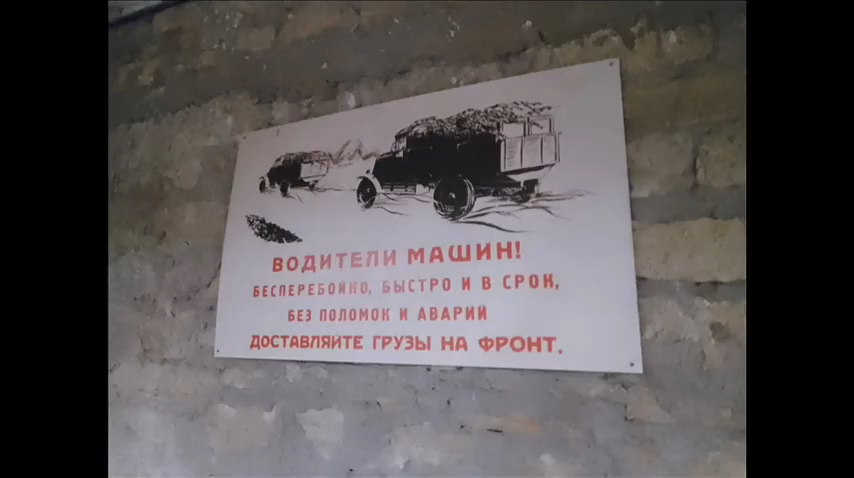 ВОДИТЕЛИ МАШИН!
БЕСПЕРЕБОЙНО, БЫСТРО И В СРОК,
БЕЗ ПОЛОМОК И АВАРИЙ
ДОСТАВЛЯЙТЕ ГРУЗЫ НА ФРОНТ.